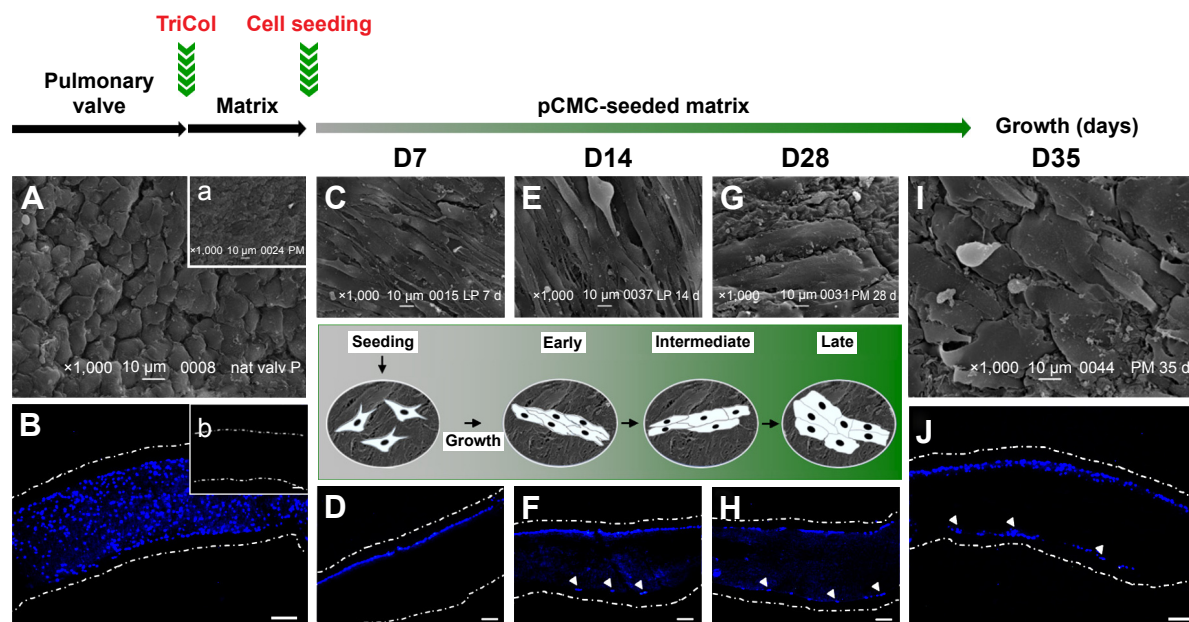 TriCol
Cell seeding
Pulmonary
valve
Matrix
pCMC-seeded matrix
Growth (days)
D7
D14
D28
D35
A
a
×1,000 10 µm 0024 PM
×1,000 10 µm 0008 nat valv P
C
×1,000 10 µm 0015 LP 7 d
E
×1,000 10 µm 0037 LP 14 d
G
×1,000 10 µm 0031 PM 28 d
I
×1,000 10 µm 0044 PM 35 d
Seeding
Early
Intermediate
Late
Growth
B
b
D
F
H
J